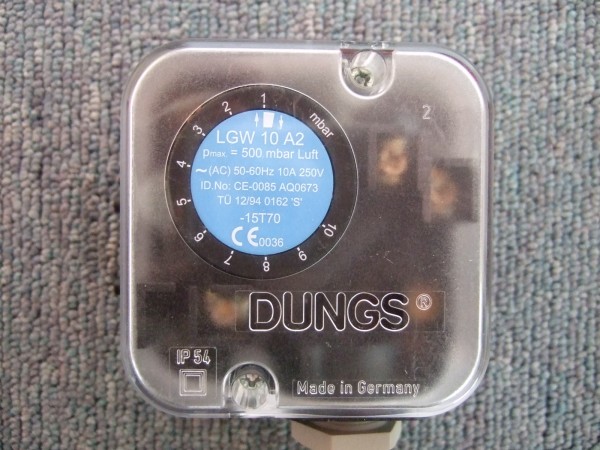 2
1 2 3 4 5 6 7 8 9 10 mbar
LGW 10 A2
pmax. = 500 mbar Luft
~(AC) 50-60Hz 10A 250V
ID.No: CE-0085 AQ0673
TÜ 12/94 0162 'S'
-15T70
CE 0036
DUNGS ®
IP 54
Made in Germany